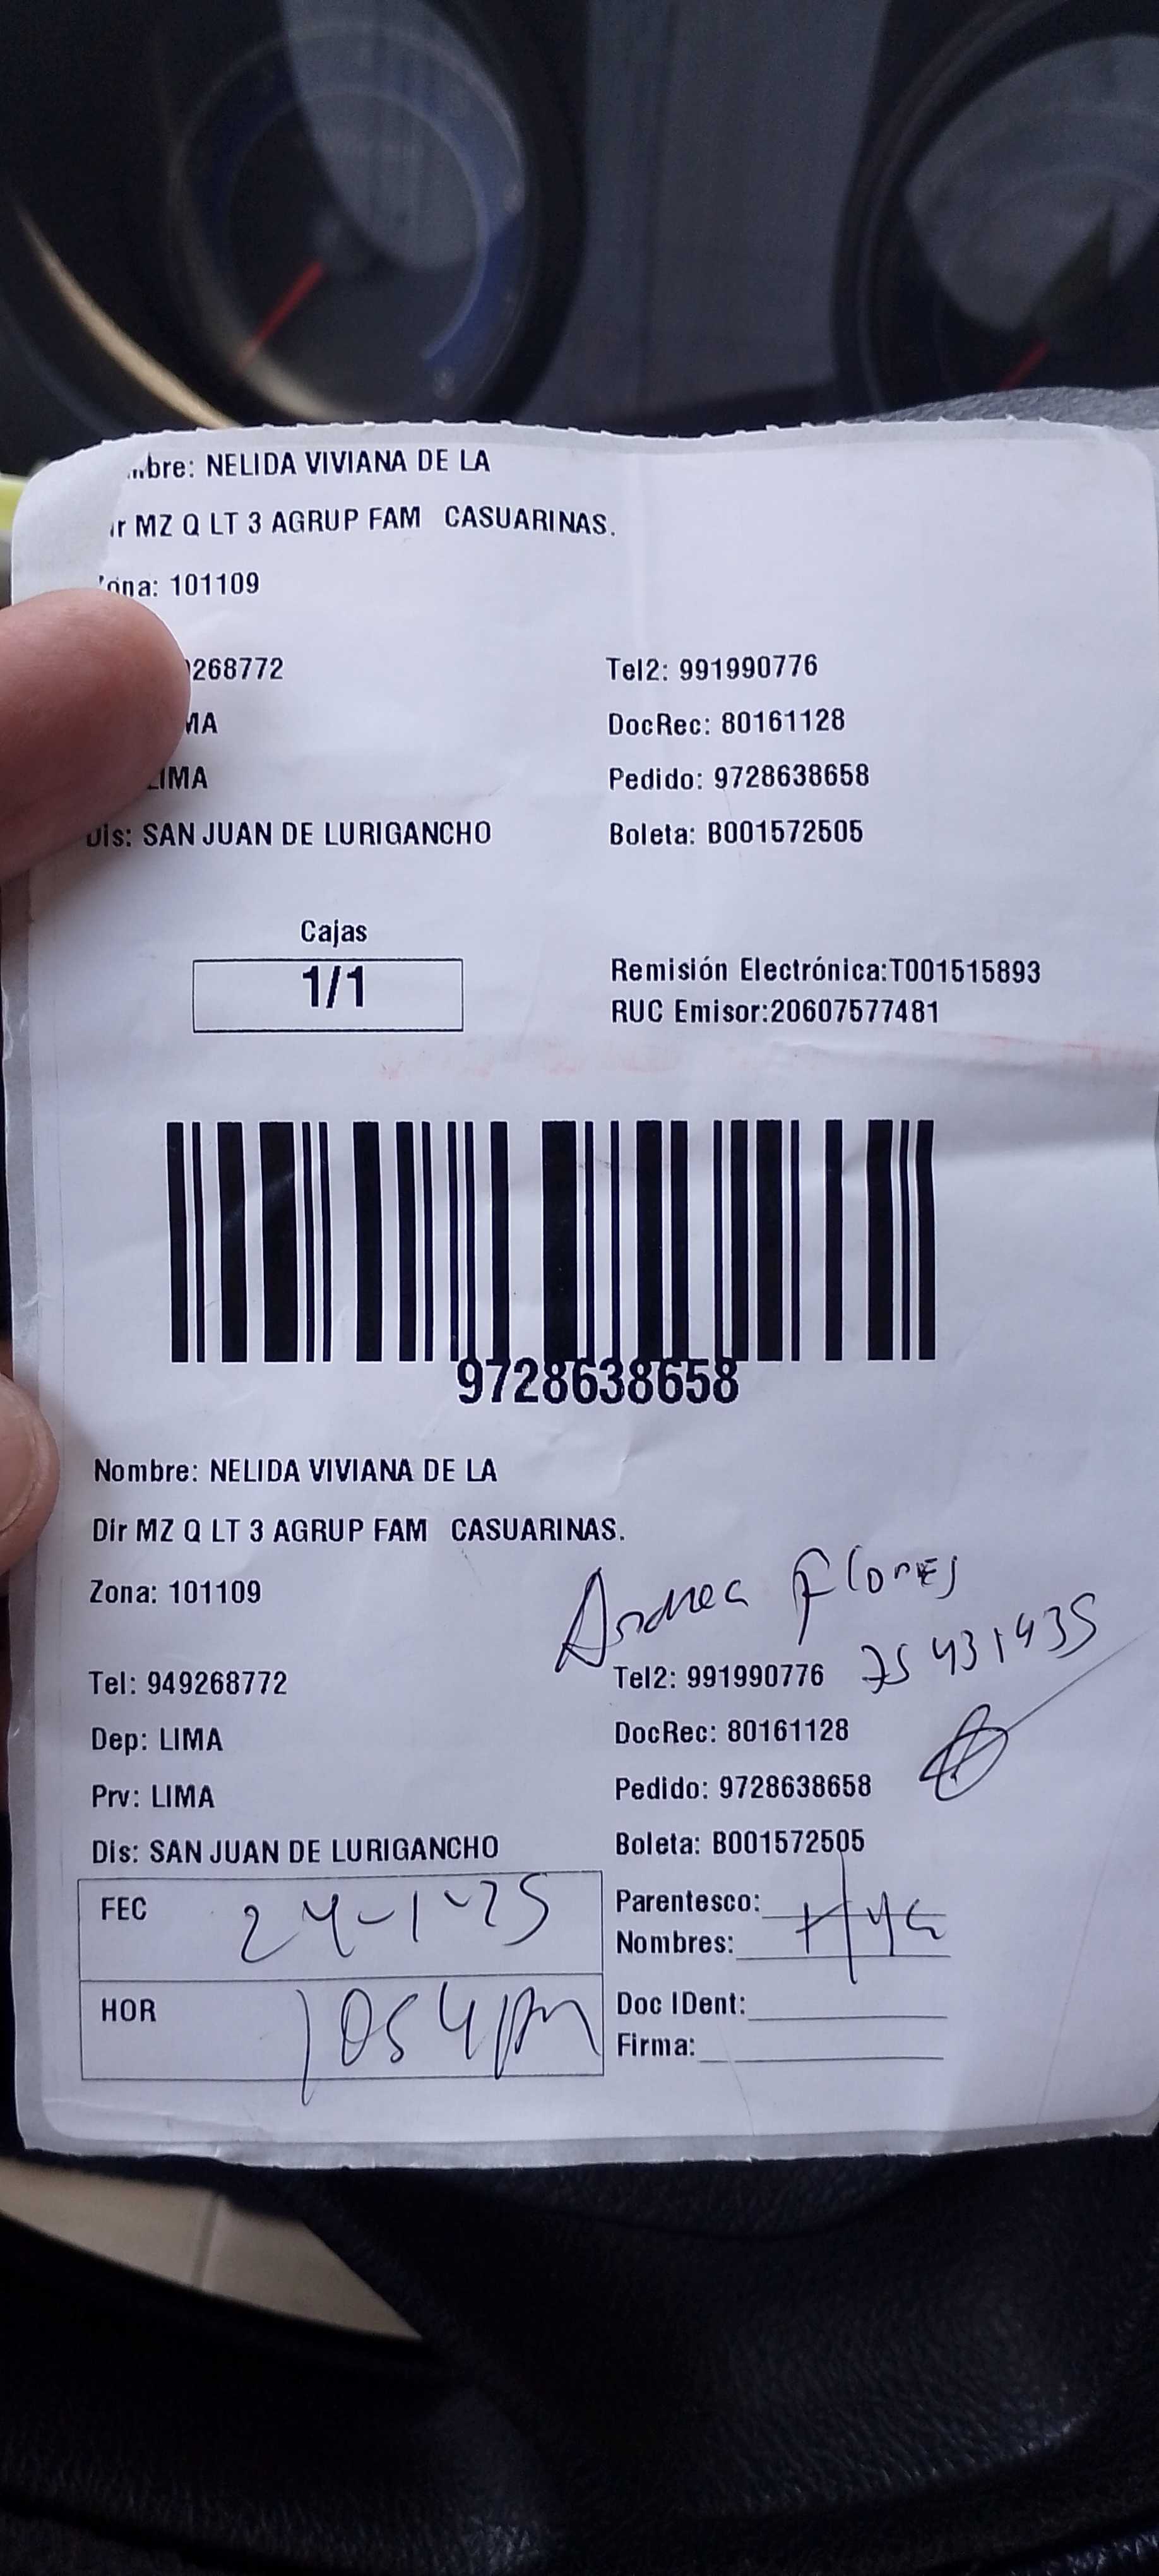 bre: NELIDA VIVIANA DE LA
MZ Q LT 3 AGRUP FAM CASUARINAS.
ona: 101109
268772
Tel2: 991990776
MA
DocRec: 80161128
IMA
Pedido: 9728638658
Dis: SAN JUAN DE LURIGANCHO
Boleta: B001572505
Cajas
1/1
Remisión Electrónica:T001515893
RUC Emisor:20607577481
9728638658
Nombre: NELIDA VIVIANA DE LA
Dir MZ Q LT 3 AGRUP FAM CASUARINAS.
Zona: 101109
Andrea Flores
75431435
Tel: 949268772
Tel2: 991990776
Dep: LIMA
DocRec: 80161128
Prv: LIMA
Pedido: 9728638658
Dis: SAN JUAN DE LURIGANCHO
Boleta: B001572505
FEC 24-1-25
Parentesco:
Nombres:
HOR 1054pm
Doc IDent:
Firma: